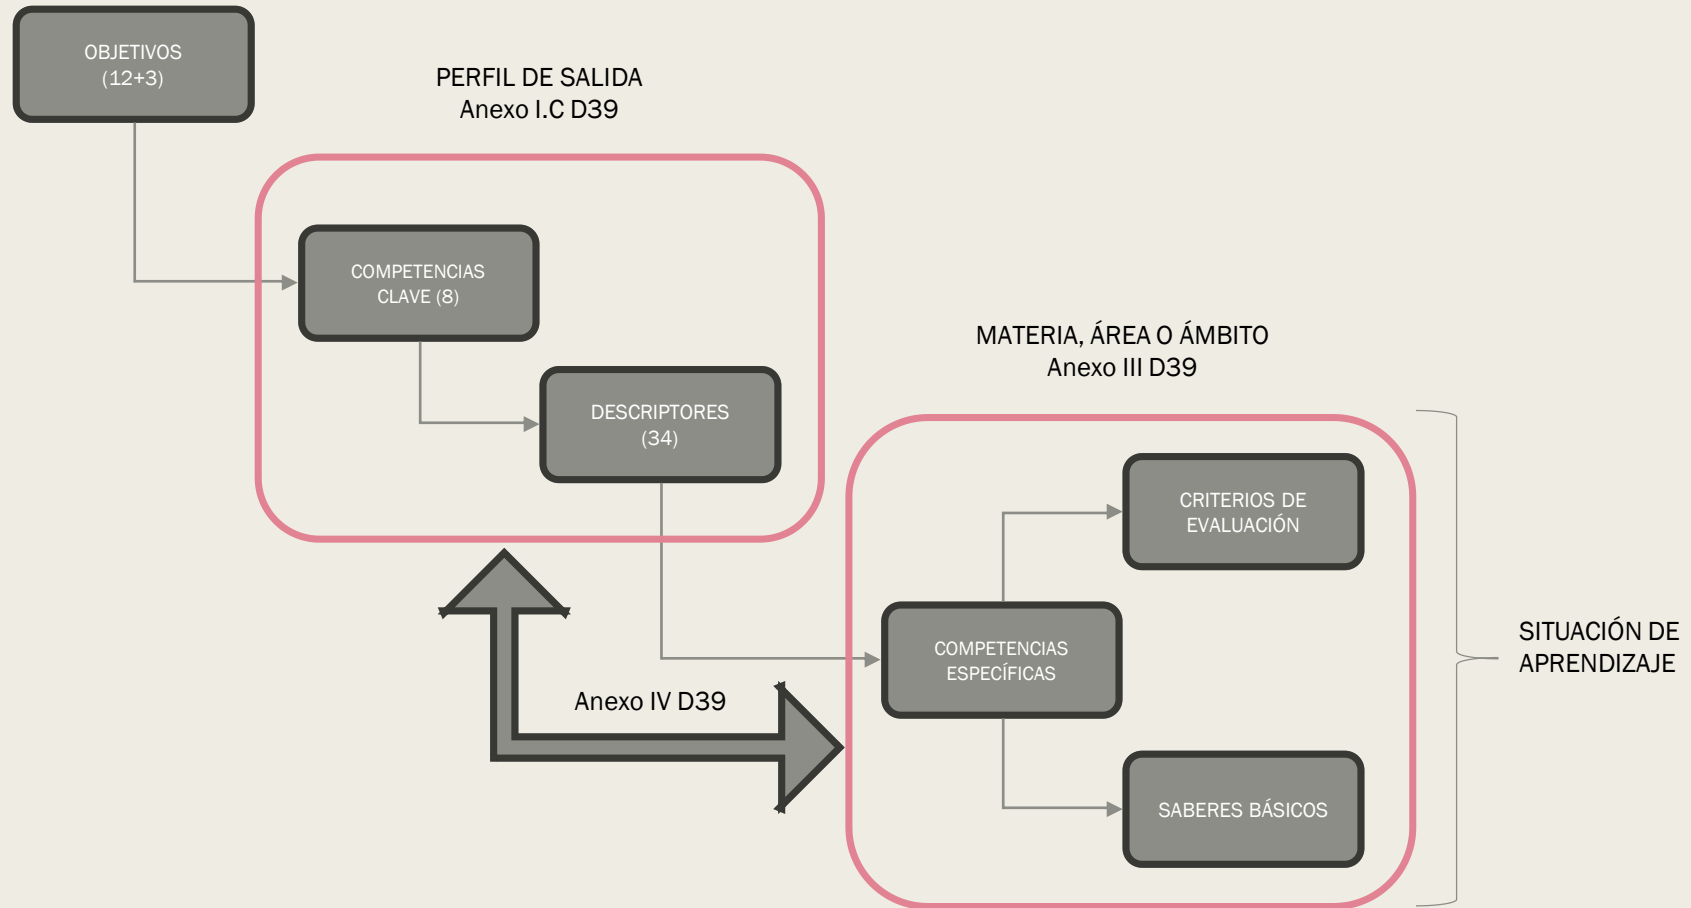 OBJETIVOS
(12+3)
PERFIL DE SALIDA
Anexo I.C D39
COMPETENCIAS
CLAVE (8)
DESCRIPTORES
(34)
MATERIA, ÁREA O ÁMBITO
Anexo III D39
CRITERIOS DE
EVALUACIÓN
COMPETENCIAS
ESPECÍFICAS
SITUACIÓN DE
APRENDIZAJE
Anexo IV D39
SABERES BÁSICOS